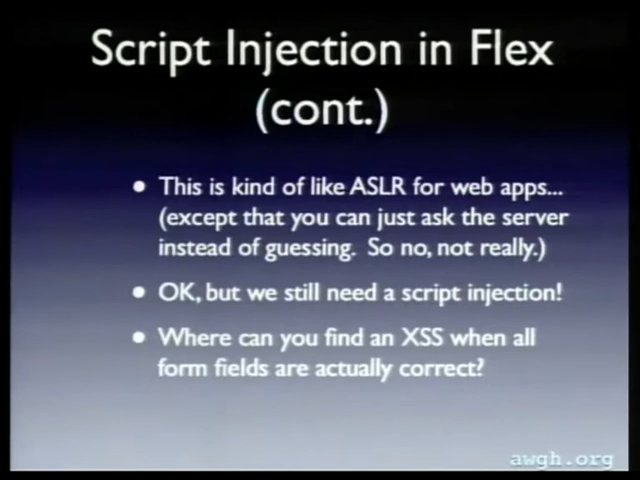 Script Injection in Flex
(cont.)
• This is kind of like ASLR for web apps...
(except that you can just ask the server
instead of guessing. So no, not really.)
• OK, but we still need a script injection!
• Where can you find an XSS when all
form fields are actually correct?
awgh.org